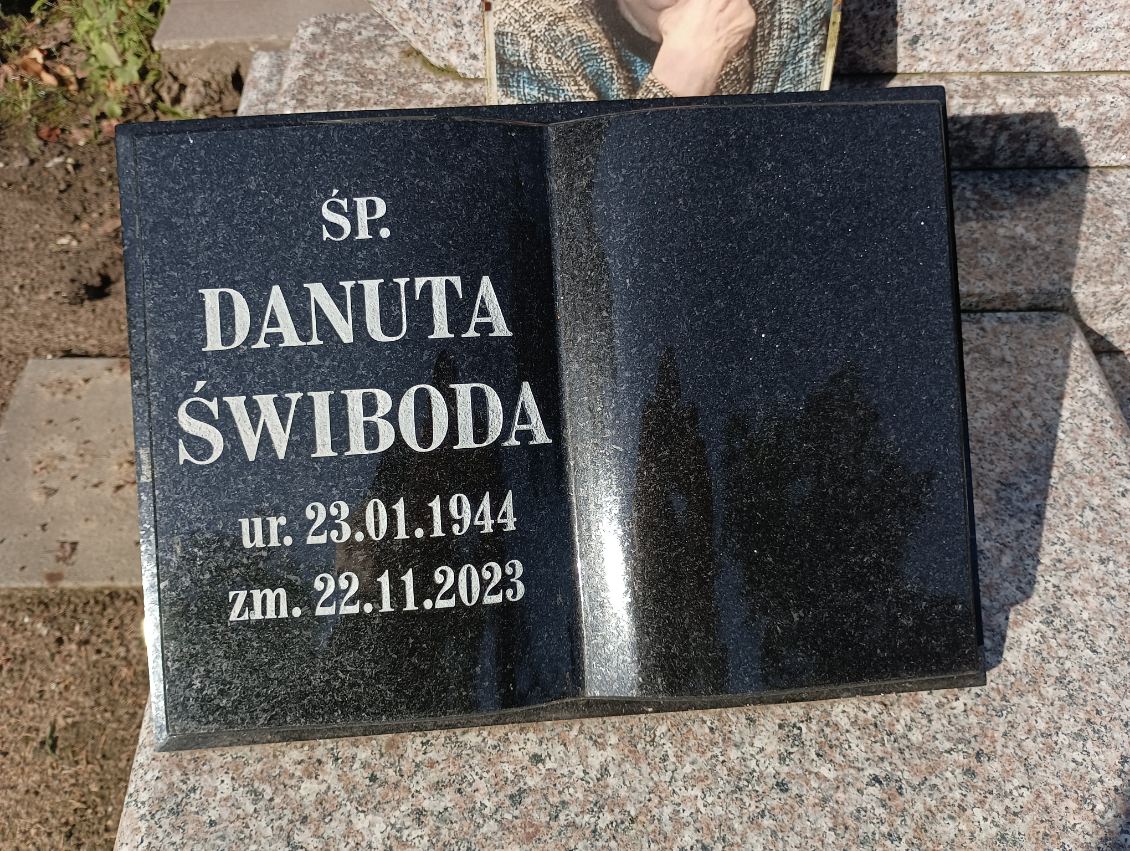 ŚP.
DANUTA
ŚWIBODA
ur. 23.01.1944
zm. 22.11.2023